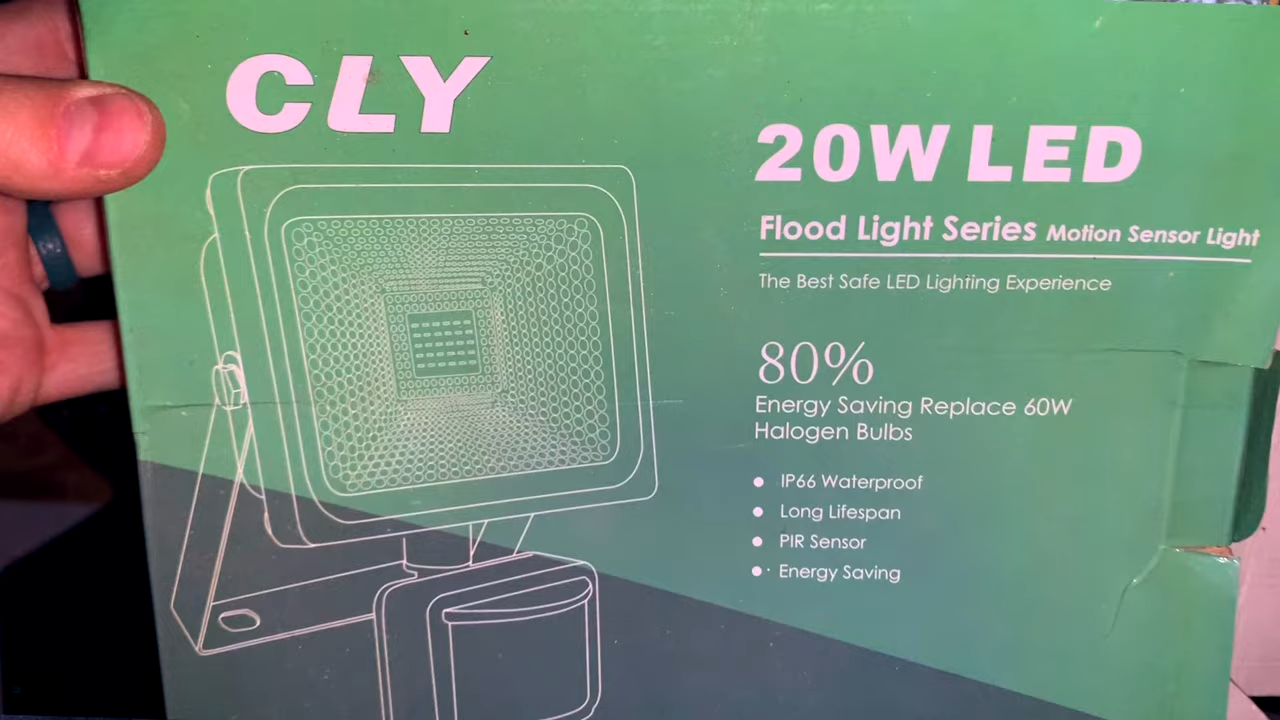 CLY
20W LED
Flood Light Series Motion Sensor Light
The Best Safe LED Lighting Experience
80%
Energy Saving Replace 60W
Halogen Bulbs
• IP66 Waterproof
• Long Lifespan
• PIR Sensor
• Energy Saving